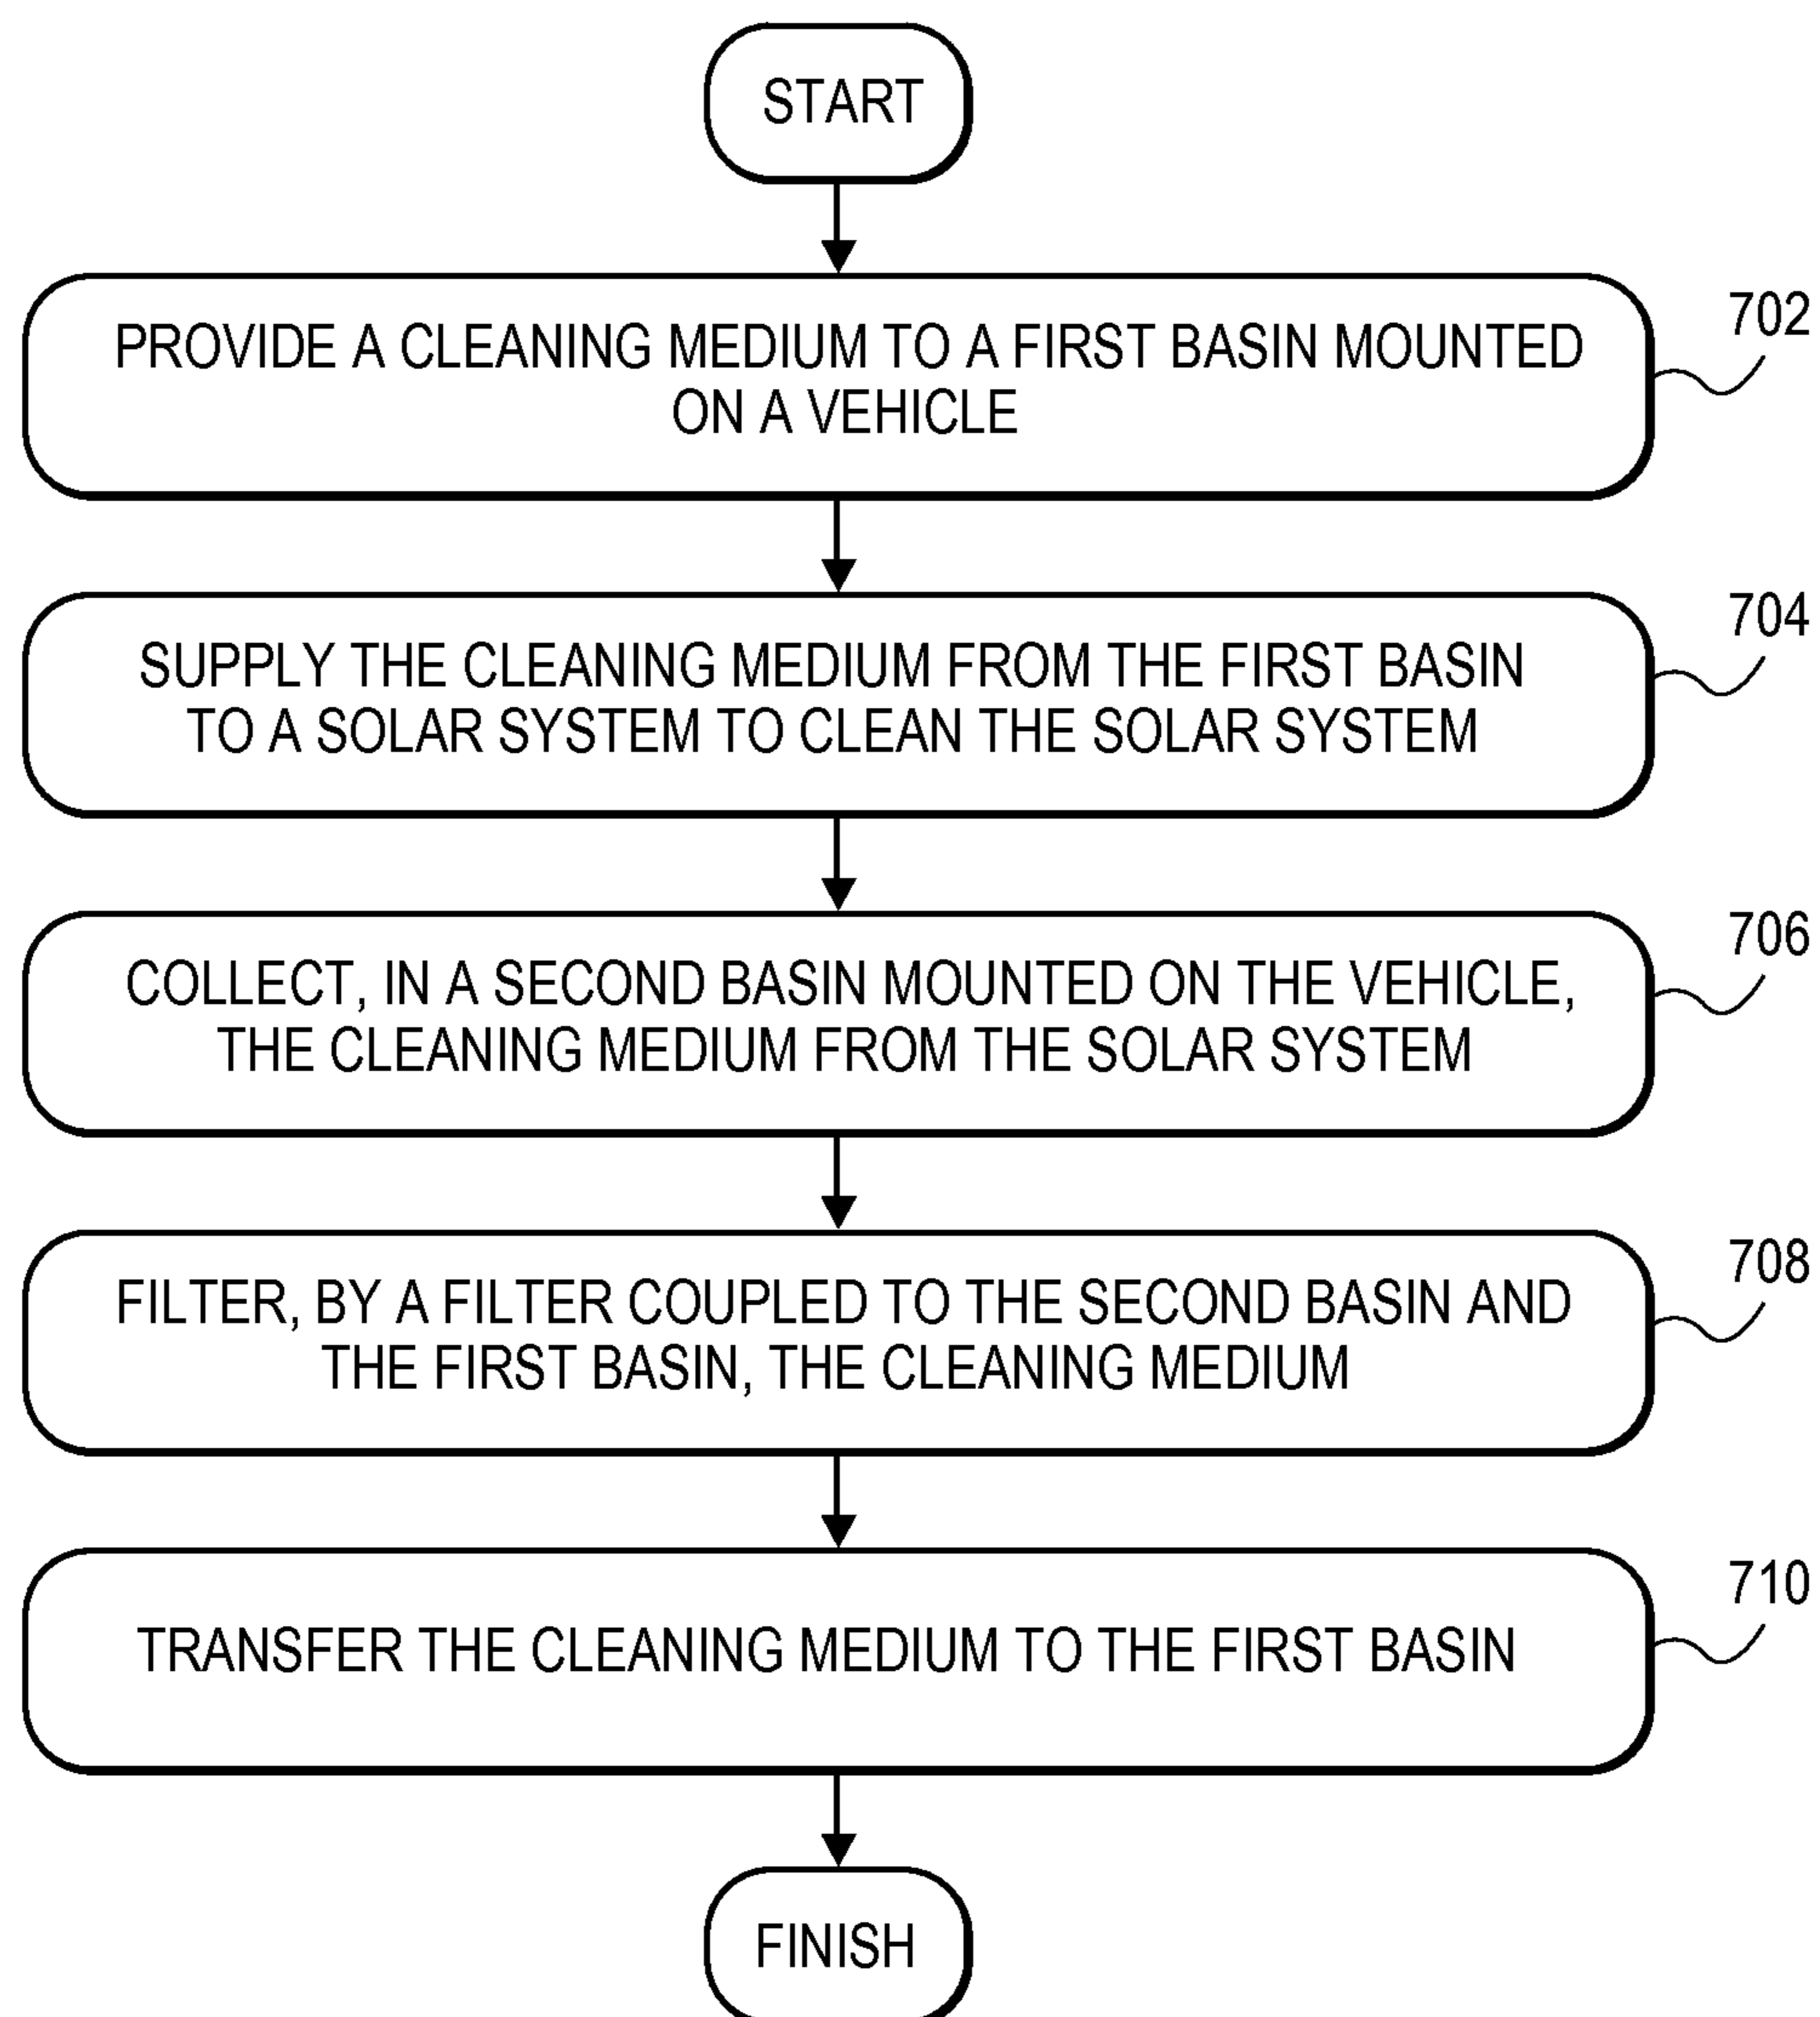 START
PROVIDE A CLEANING MEDIUM TO A FIRST BASIN MOUNTED
ON A VEHICLE
702
SUPPLY THE CLEANING MEDIUM FROM THE FIRST BASIN
TO A SOLAR SYSTEM TO CLEAN THE SOLAR SYSTEM
704
COLLECT, IN A SECOND BASIN MOUNTED ON THE VEHICLE,
THE CLEANING MEDIUM FROM THE SOLAR SYSTEM
706
FILTER, BY A FILTER COUPLED TO THE SECOND BASIN AND
THE FIRST BASIN, THE CLEANING MEDIUM
708
TRANSFER THE CLEANING MEDIUM TO THE FIRST BASIN
710
FINISH